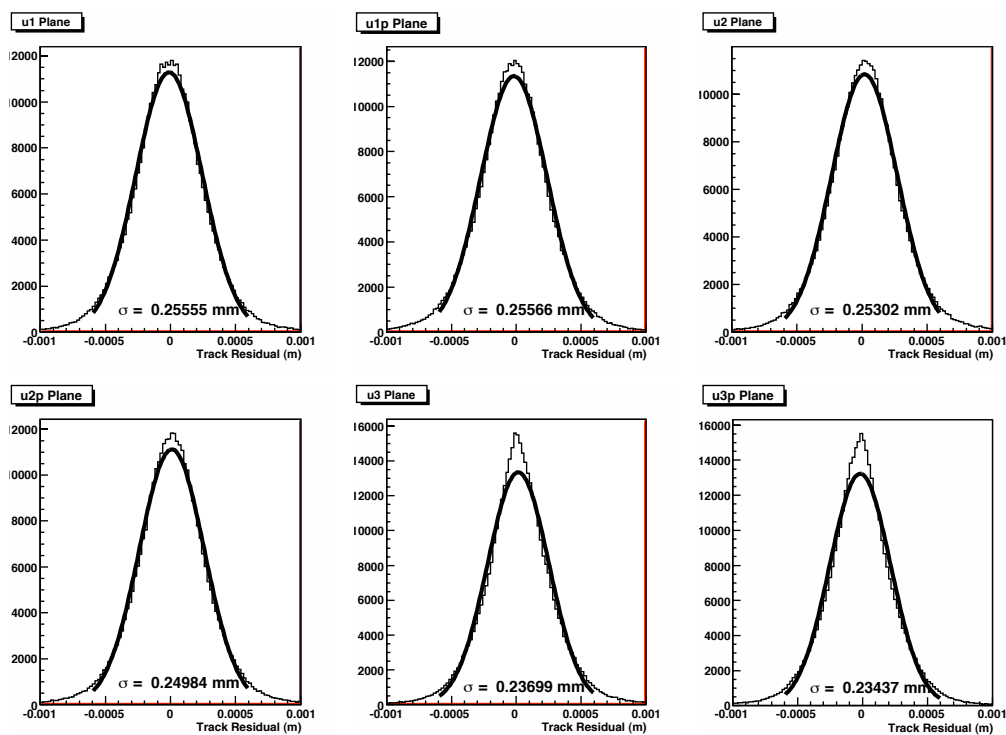 u1 Plane
12000
10000
8000
6000
4000
2000
0
σ = 0.25555 mm
-0.001 -0.0005 0 0.0005 0.001
Track Residual (m)
u1p Plane
12000
10000
8000
6000
4000
2000
0
σ = 0.25566 mm
-0.001 -0.0005 0 0.0005 0.001
Track Residual (m)
u2 Plane
10000
8000
6000
4000
2000
0
σ = 0.25302 mm
-0.001 -0.0005 0 0.0005 0.001
Track Residual (m)
u2p Plane
12000
10000
8000
6000
4000
2000
0
σ = 0.24984 mm
-0.001 -0.0005 0 0.0005 0.001
Track Residual (m)
u3 Plane
16000
14000
12000
10000
8000
6000
4000
2000
0
σ = 0.23699 mm
-0.001 -0.0005 0 0.0005 0.001
Track Residual (m)
u3p Plane
16000
14000
12000
10000
8000
6000
4000
2000
0
σ = 0.23437 mm
-0.001 -0.0005 0 0.0005 0.001
Track Residual (m)